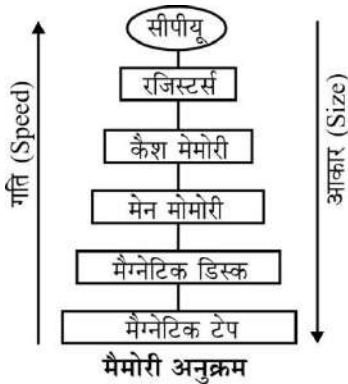 सीपीयू
रजिस्टर्स
कैश मेमोरी
मेन मोमोरी
मैग्नेटिक डिस्क
मैग्नेटिक टेप
गति (Speed)
आकार (Size)
मैमोरी अनुक्रम